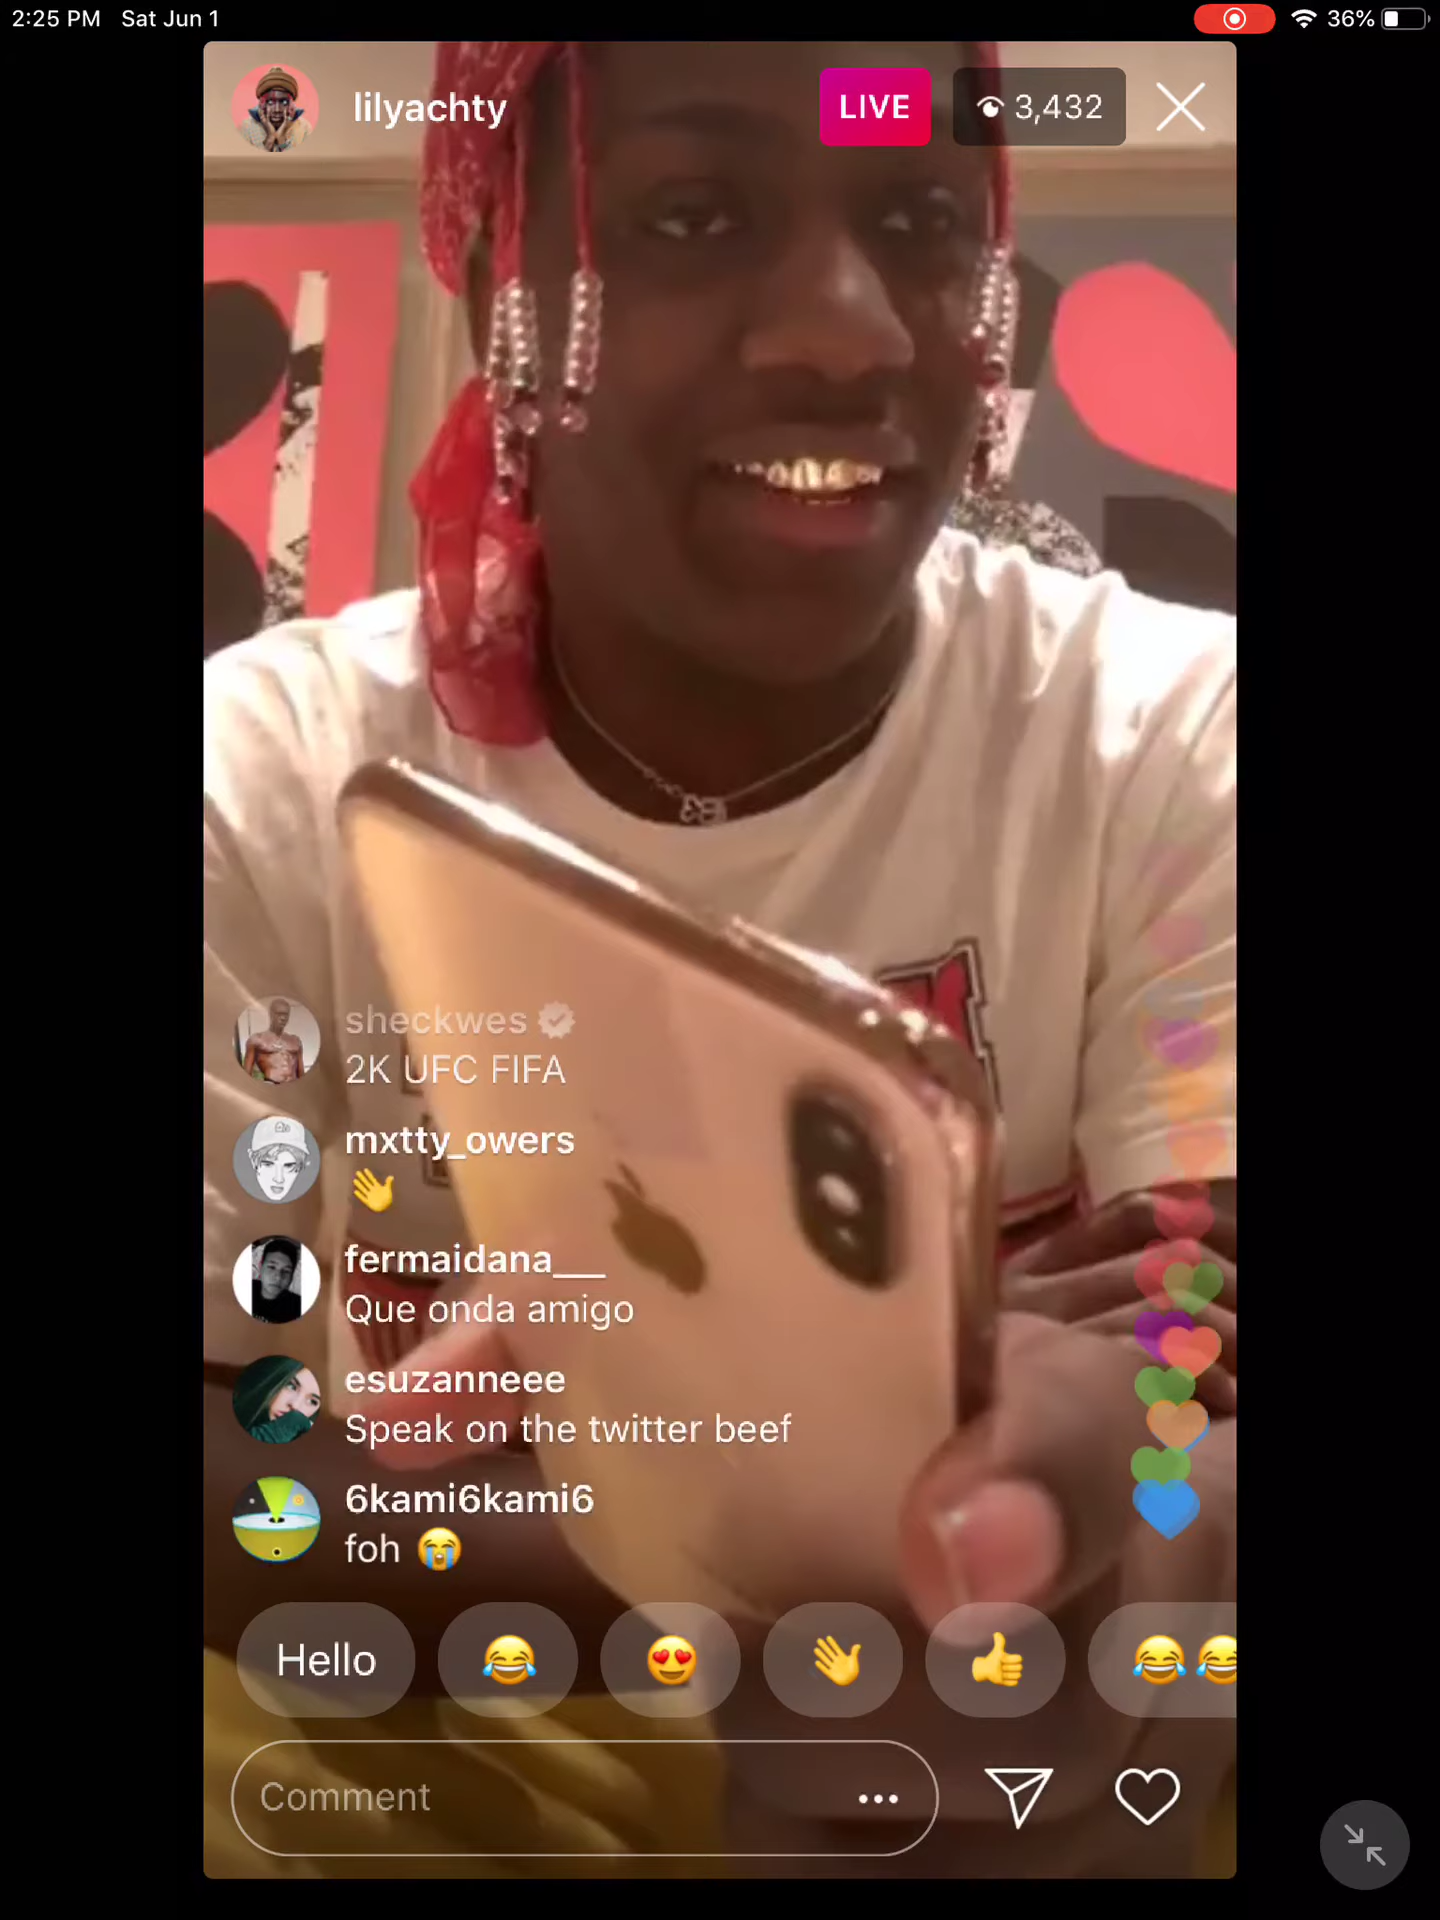 2:25 PM Sat Jun 1
36%
lilyachty
LIVE
3,432
sheckwes
2K UFC FIFA
mxtty_owers
👋
fermaidana___
Que onda amigo
esuzanneee
Speak on the twitter beef
6kami6kami6
foh 😭
Hello 😂 😍 👋 👍 😂😂
Comment